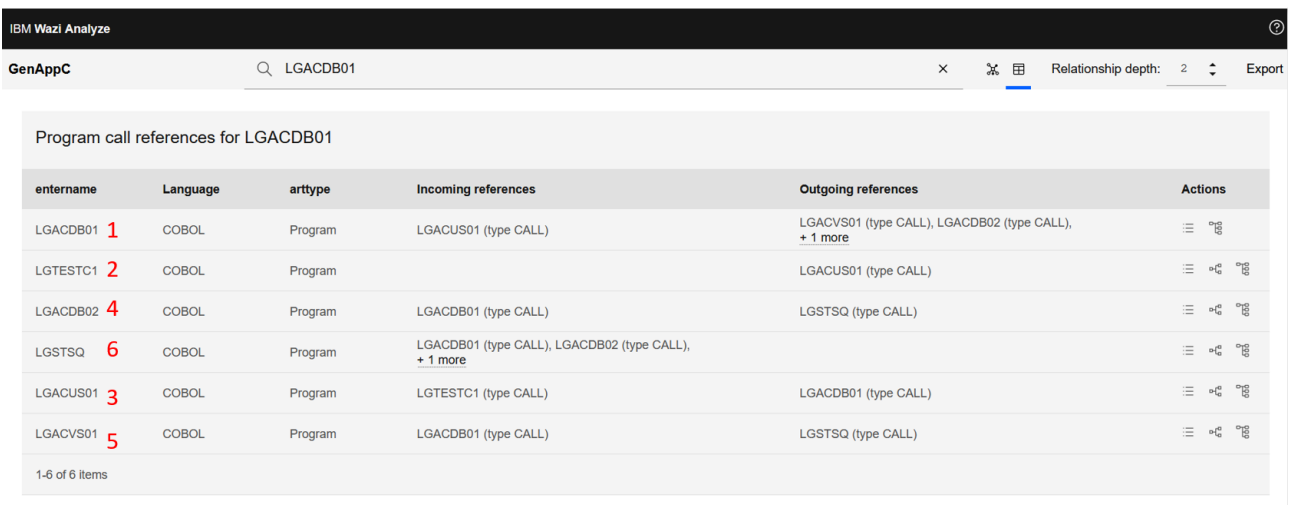 IBM Wazi Analyze
GenAppC LGACDB01 Relationship depth: 2 Export
Program call references for LGACDB01
entername Language arttype Incoming references Outgoing references Actions
LGACDB01 1 COBOL Program LGACUS01 (type CALL) LGACVS01 (type CALL), LGACDB02 (type CALL),
+ 1 more
LGTESTC1 2 COBOL Program LGACUS01 (type CALL)
LGACDB02 4 COBOL Program LGACDB01 (type CALL) LGSTSQ (type CALL)
LGSTSQ 6 COBOL Program LGACDB01 (type CALL), LGACDB02 (type CALL),
+ 1 more
LGACUS01 3 COBOL Program LGTESTC1 (type CALL) LGACDB01 (type CALL)
LGACVS01 5 COBOL Program LGACDB01 (type CALL) LGSTSQ (type CALL)
1-6 of 6 items